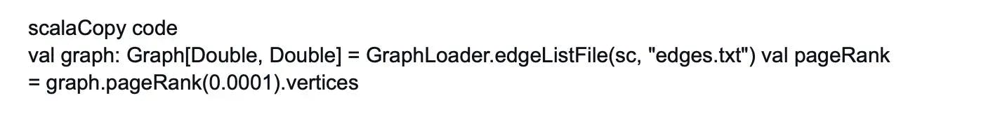 scalaCopy code
val graph: Graph[Double, Double] = GraphLoader.edgeListFile(sc, "edges.txt") val pageRank
= graph.pageRank(0.0001).vertices